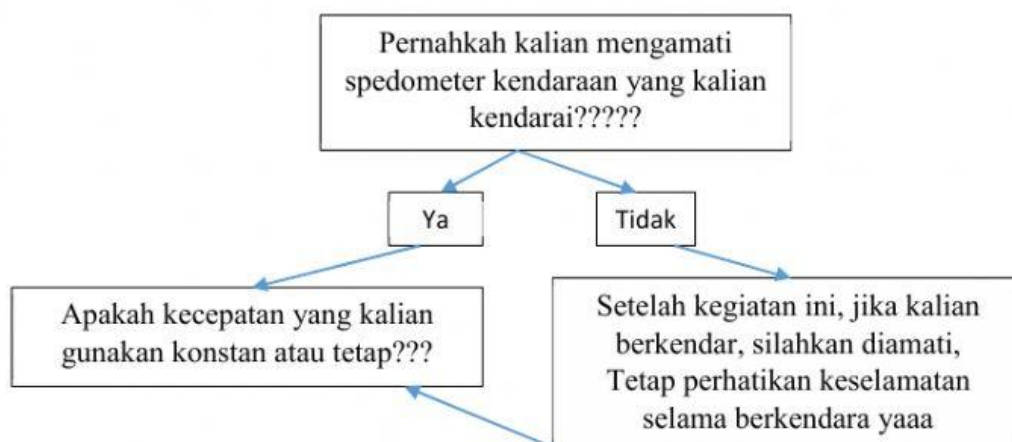 Pernahkah kalian mengamati
spedometer kendaraan yang kalian
kendarai?????
Ya
Tidak
Apakah kecepatan yang kalian
gunakan konstan atau tetap???
Setelah kegiatan ini, jika kalian
berkendar, silahkan diamati,
Tetap perhatikan keselamatan
selama berkendara yaaa